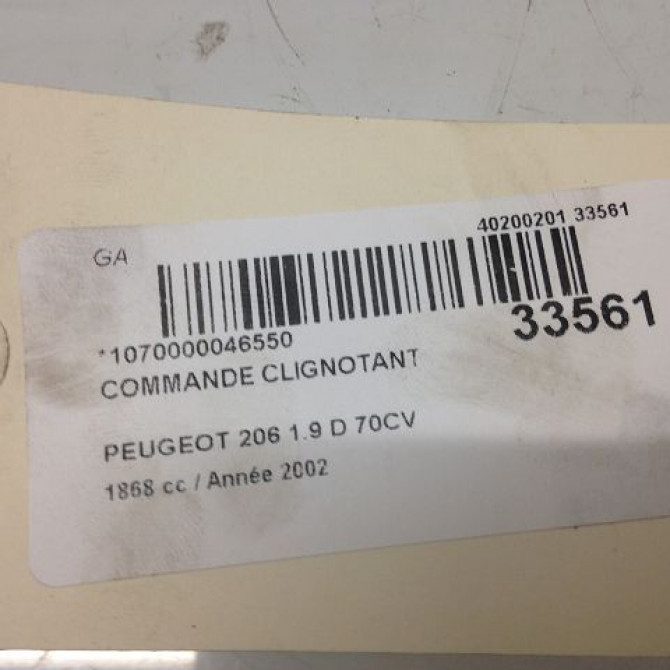 GA
40200201 33561
33561
*1070000046550
COMMANDE CLIGNOTANT
PEUGEOT 206 1.9 D 70CV
1868 cc / Année 2002